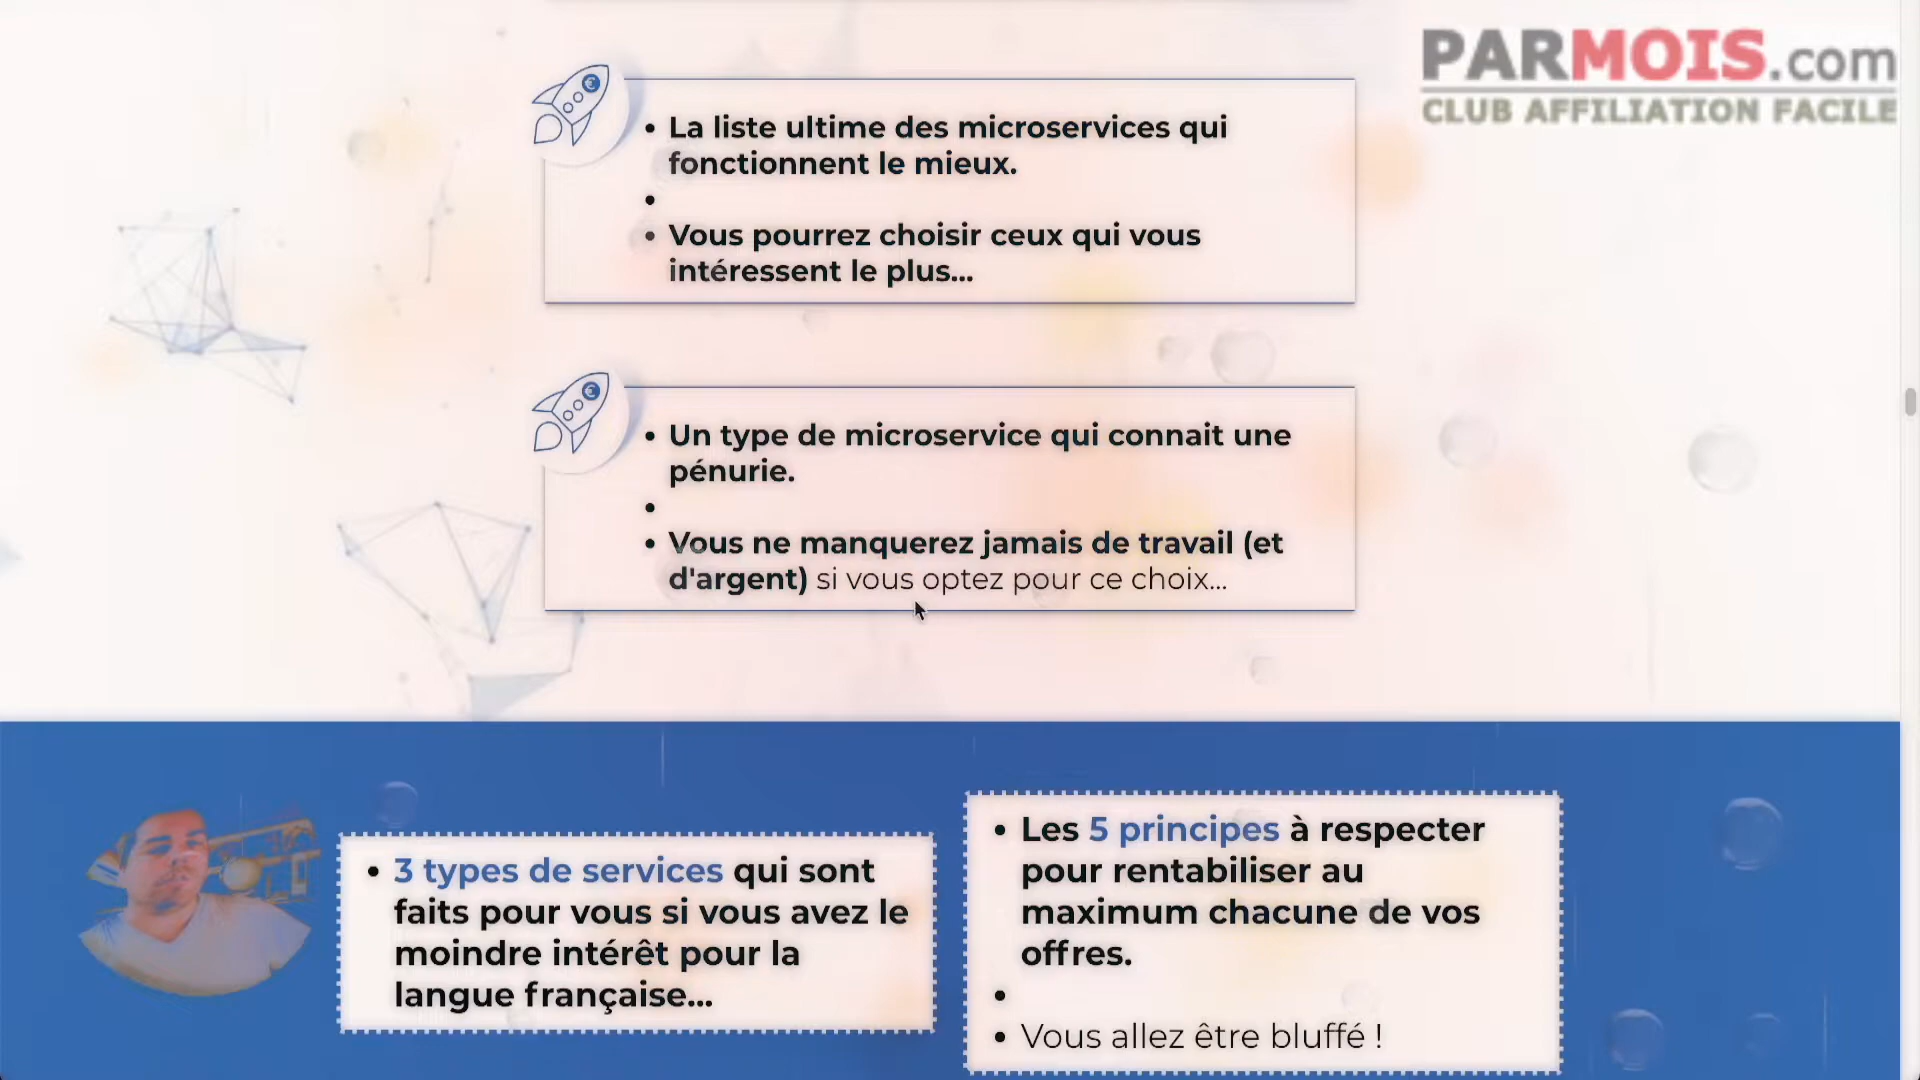 PARMOIS.com
CLUB AFFILIATION FACILE
• La liste ultime des microservices qui
fonctionnent le mieux.
•
• Vous pourrez choisir ceux qui vous
intéressent le plus...
• Un type de microservice qui connait une
pénurie.
•
• Vous ne manquerez jamais de travail (et
d'argent) si vous optez pour ce choix...
• 3 types de services qui sont
faits pour vous si vous avez le
moindre intérêt pour la
langue française...
• Les 5 principes à respecter
pour rentabiliser au
maximum chacune de vos
offres.
•
• Vous allez être bluffé !